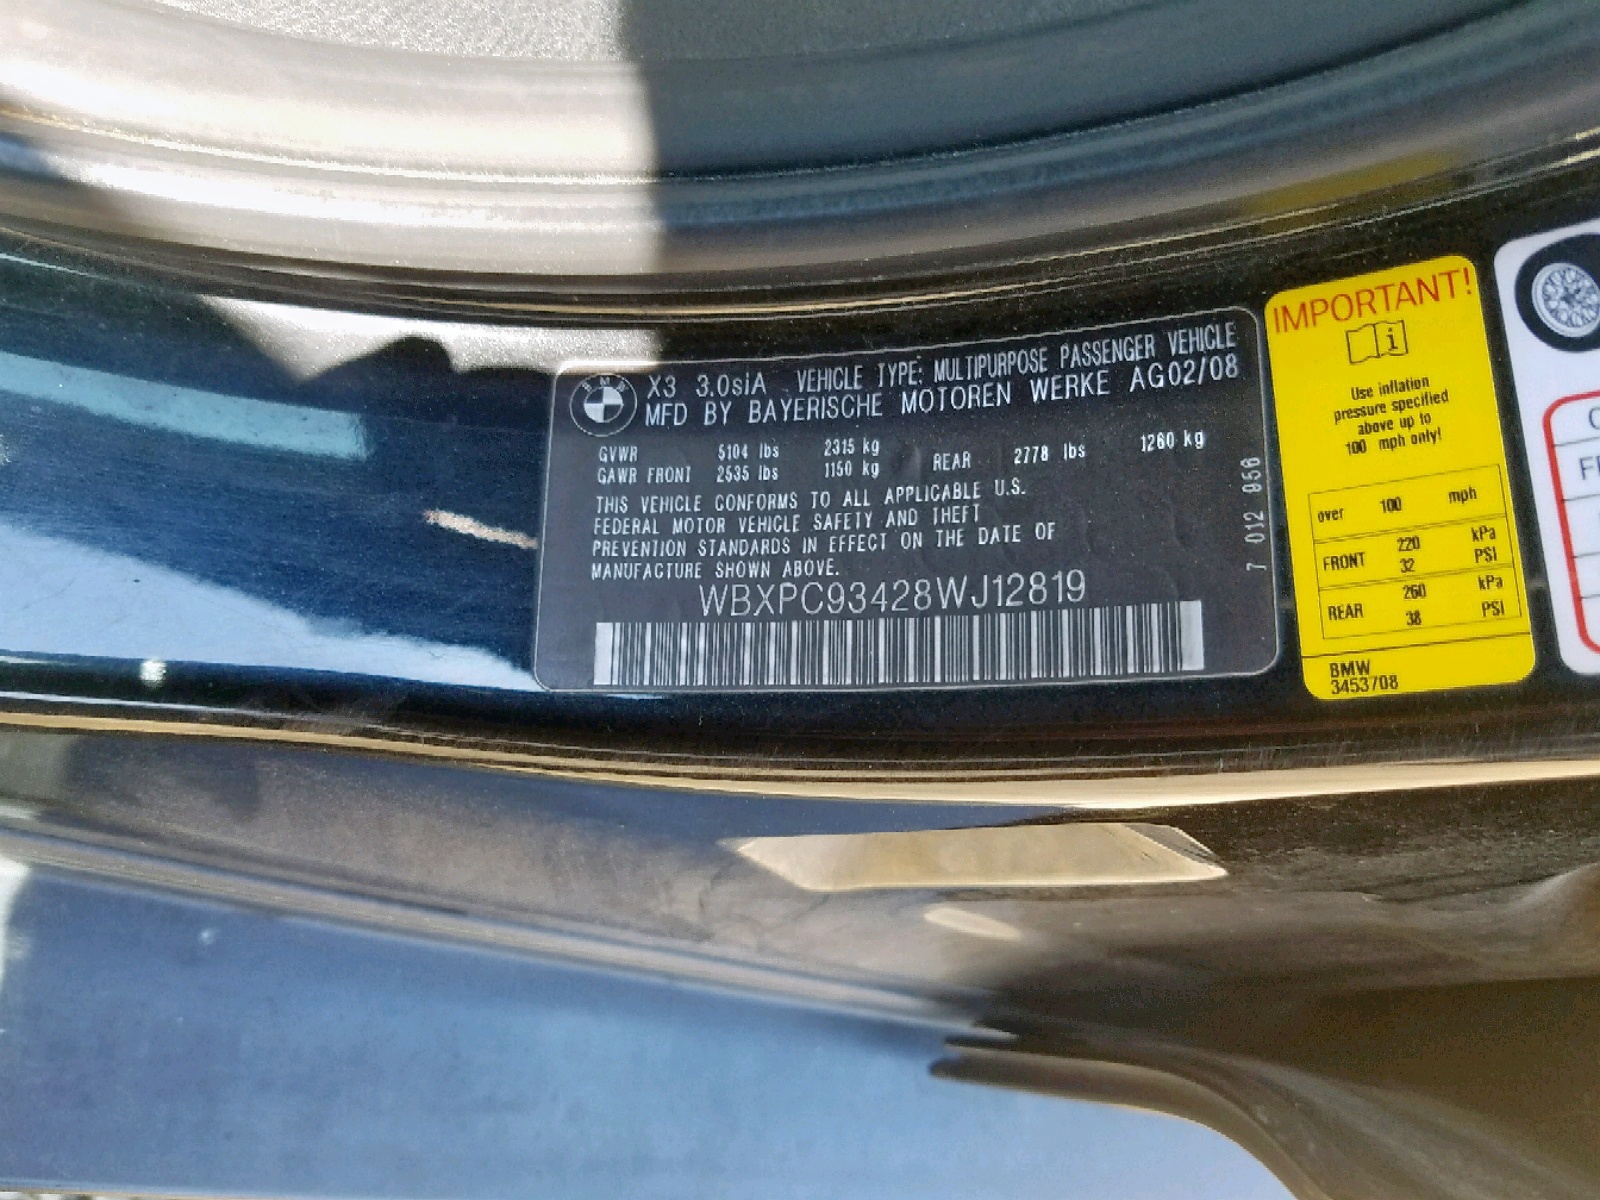 BMW
X3 3.0siA VEHICLE TYPE: MULTIPURPOSE PASSENGER VEHICLE
MFD BY BAYERISCHE MOTOREN WERKE AG02/08
GVWR 5104 lbs 2315 kg
GAWR FRONT 2535 lbs 1150 kg REAR 2778 lbs 1260 kg
THIS VEHICLE CONFORMS TO ALL APPLICABLE U.S.
FEDERAL MOTOR VEHICLE SAFETY AND THEFT
PREVENTION STANDARDS IN EFFECT ON THE DATE OF
MANUFACTURE SHOWN ABOVE.
WBXPC93428WJ12819
7 012 956
IMPORTANT!
i
Use inflation
pressure specified
above up to
100 mph only!
over 100 mph
FRONT 220 kPa
32 PSI
REAR 260 kPa
38 PSI
BMW
3453708